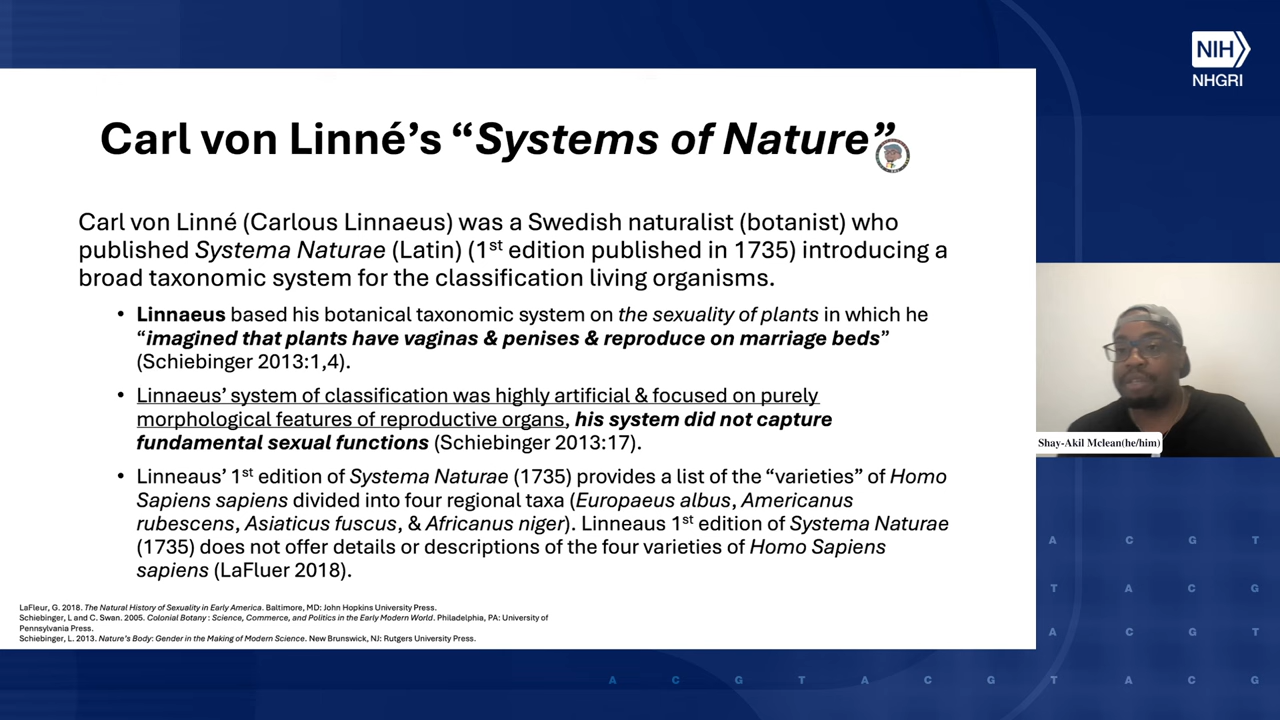 NIH
NHGRI
Carl von Linné's “Systems of Nature”
Carl von Linné (Carlous Linnaeus) was a Swedish naturalist (botanist) who
published Systema Naturae (Latin) (1st edition published in 1735) introducing a
broad taxonomic system for the classification living organisms.
• Linnaeus based his botanical taxonomic system on the sexuality of plants in which he
“imagined that plants have vaginas & penises & reproduce on marriage beds”
(Schiebinger 2013:1,4).
• Linnaeus’ system of classification was highly artificial & focused on purely
morphological features of reproductive organs, his system did not capture
fundamental sexual functions (Schiebinger 2013:17).
• Linneaus’ 1st edition of Systema Naturae (1735) provides a list of the “varieties” of Homo
Sapiens sapiens divided into four regional taxa (Europaeus albus, Americanus
rubescens, Asiaticus fuscus, & Africanus niger). Linneaus 1st edition of Systema Naturae
(1735) does not offer details or descriptions of the four varieties of Homo Sapiens
sapiens (LaFluer 2018).
LaFleur, G. 2018. The Natural History of Sexuality in Early America. Baltimore, MD: John Hopkins University Press.
Schiebinger, L and C. Swan. 2005. Colonial Botany : Science, Commerce, and Politics in the Early Modern World. Philadelphia, PA: University of
Pennsylvania Press.
Schiebinger, L. 2013. Nature's Body: Gender in the Making of Modern Science. New Brunswick, NJ: Rutgers University Press.
Shay-Akil Mclean(he/him)
A C G T
T A C G
A C G T
A C G T A C G T A C G